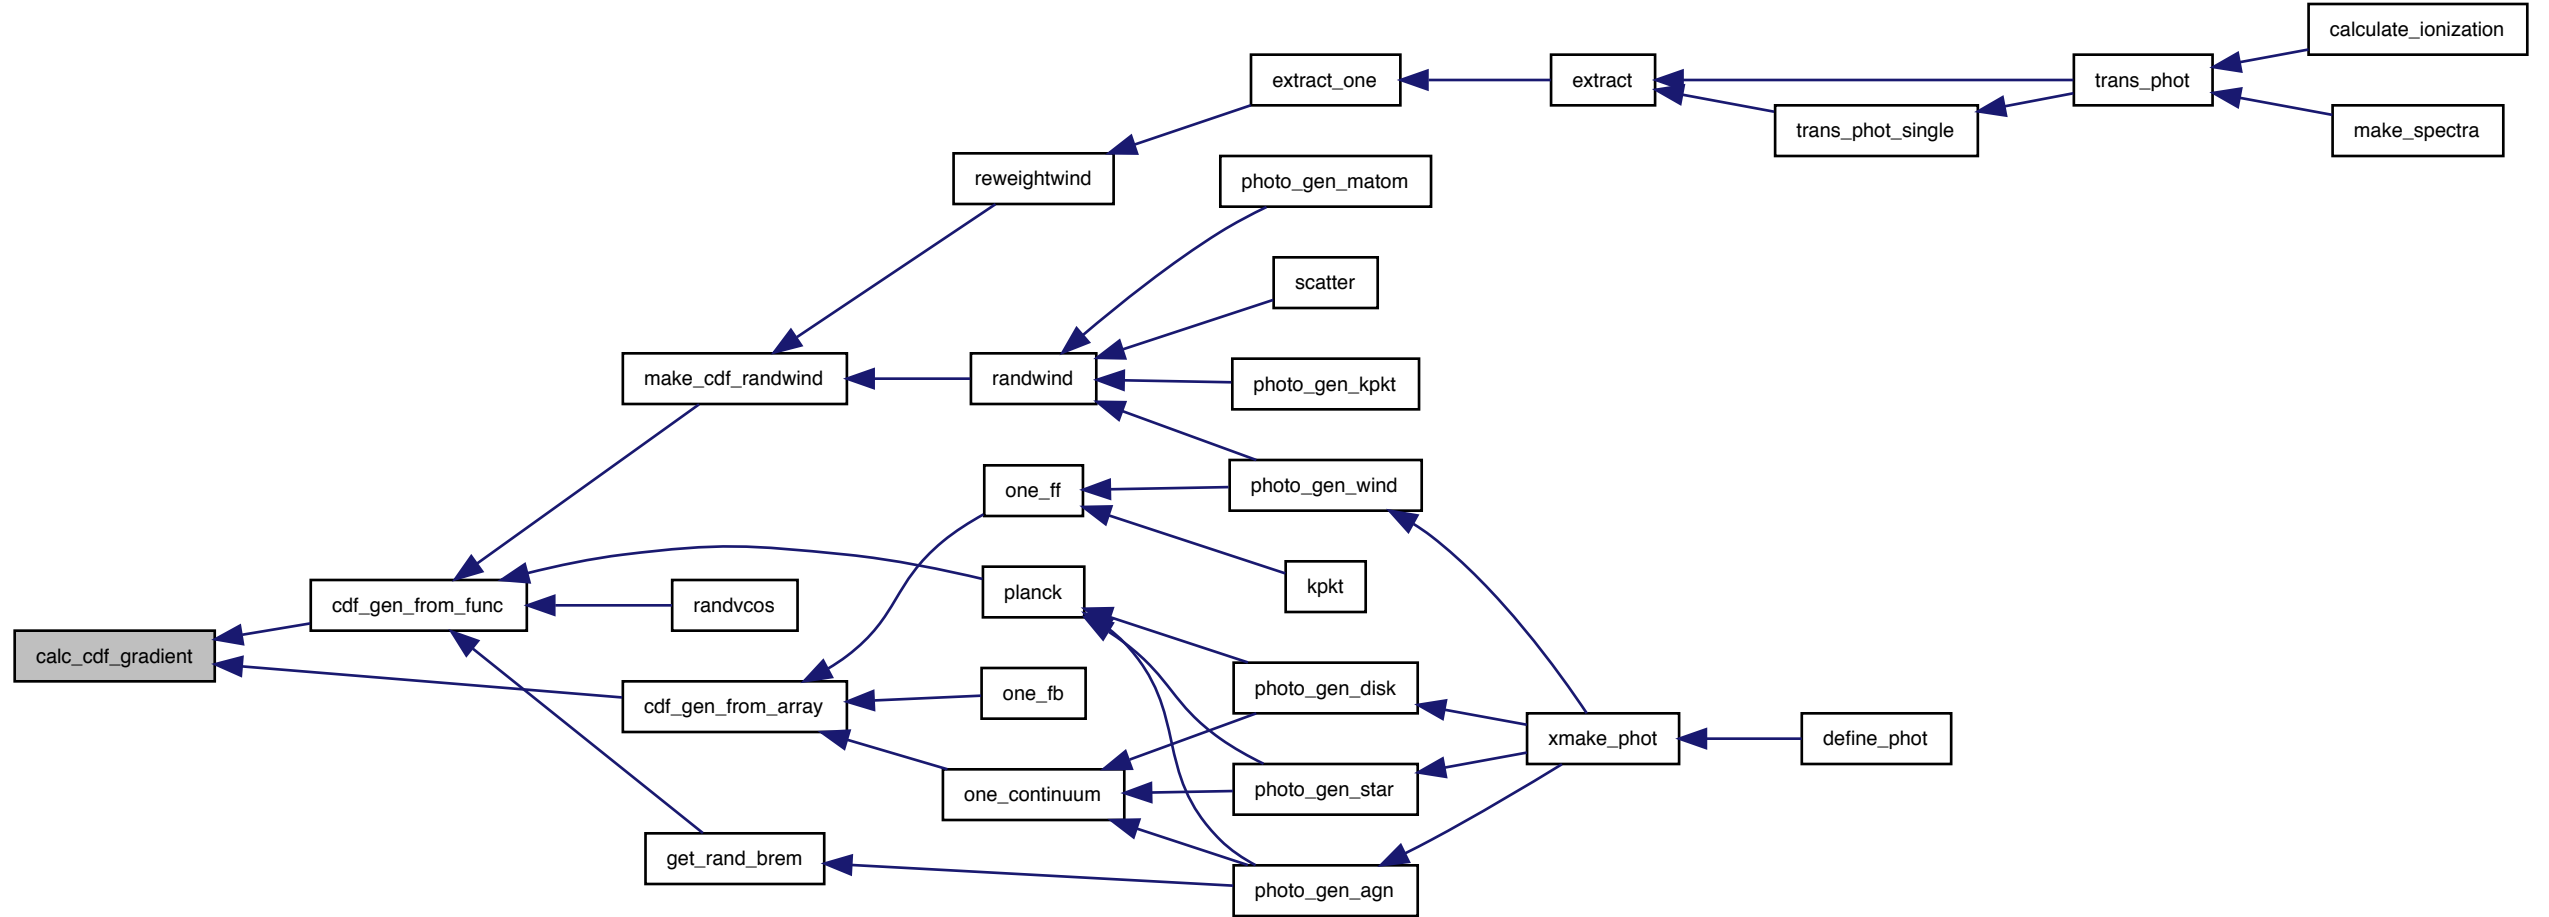 calculate_ionization
extract_one
extract
trans_phot
trans_phot_single
make_spectra
reweightwind
photo_gen_matom
scatter
make_cdf_randwind
randwind
photo_gen_kpkt
one_ff
photo_gen_wind
kpkt
planck
cdf_gen_from_func
randvcos
calc_cdf_gradient
photo_gen_disk
one_fb
cdf_gen_from_array
xmake_phot
define_phot
one_continuum
photo_gen_star
get_rand_brem
photo_gen_agn